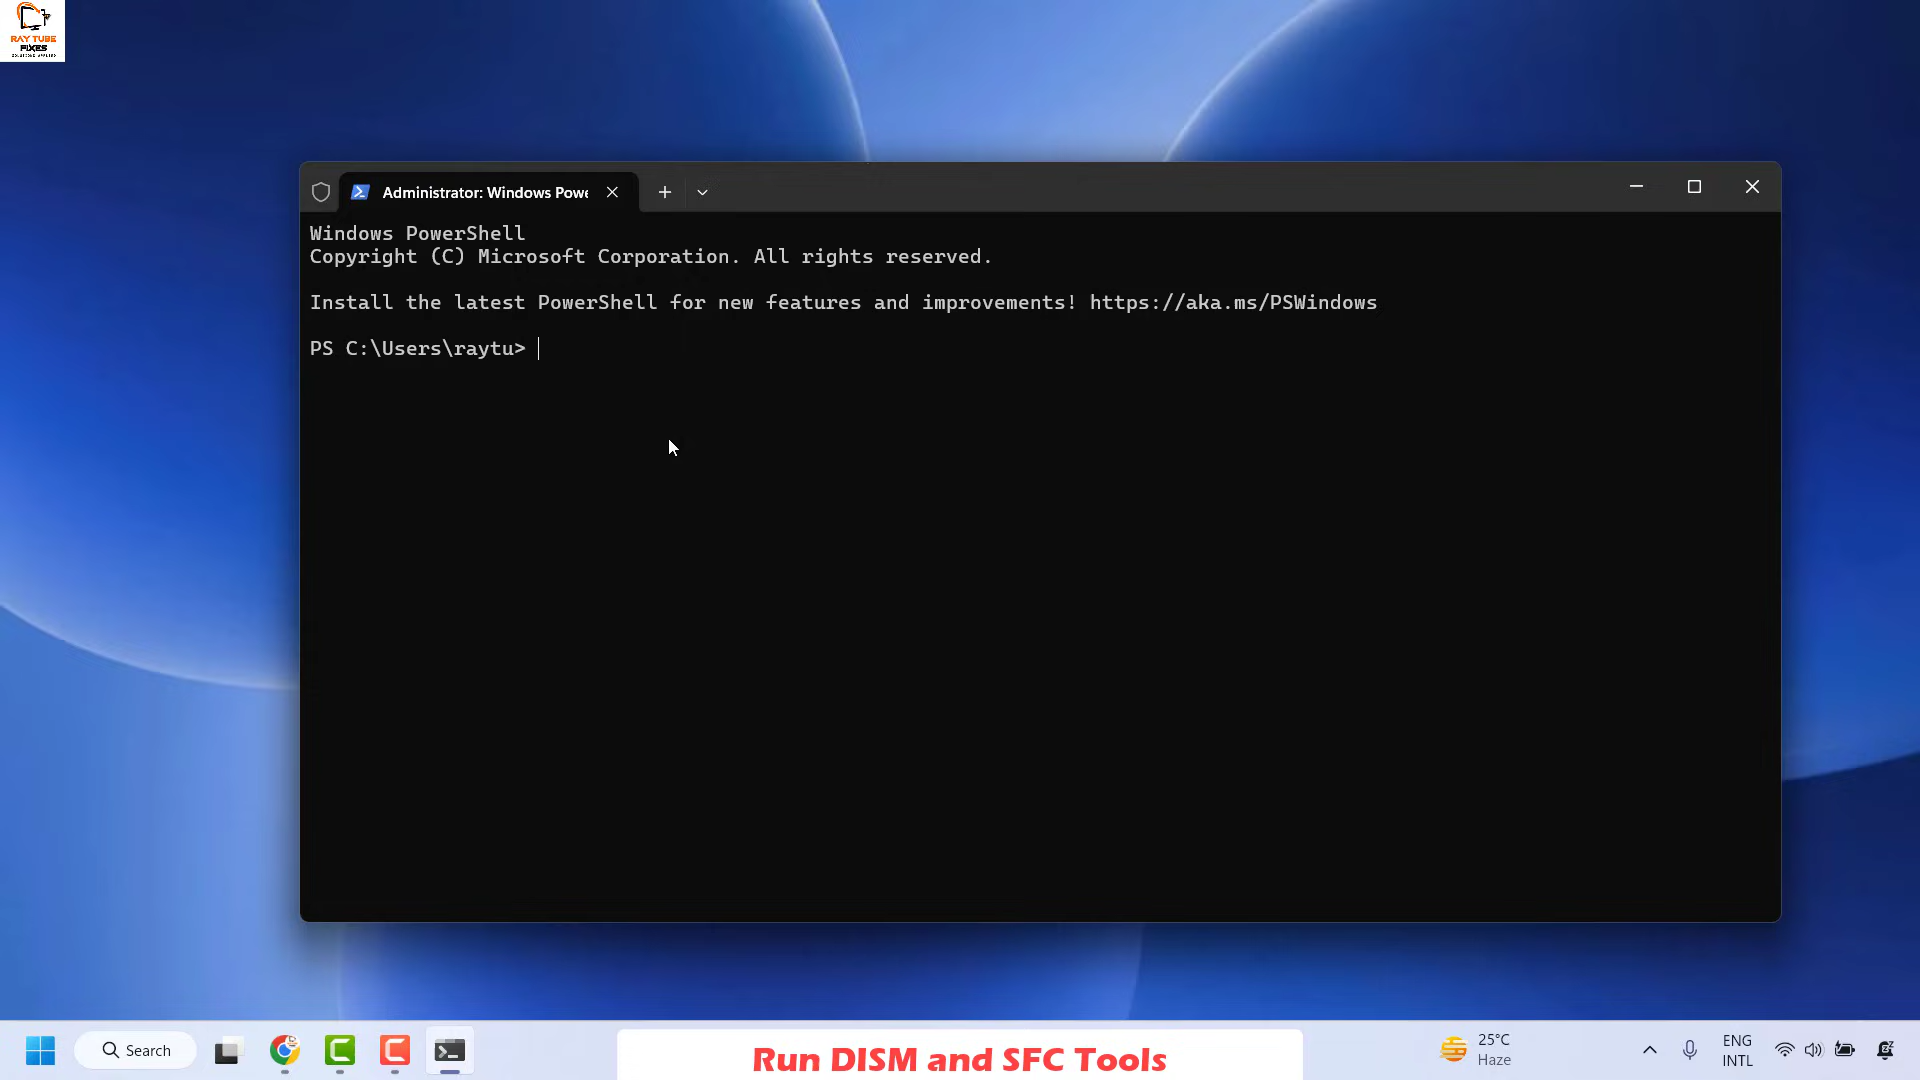 RAY TUBE
FIXES
Administrator: Windows Powe
Windows PowerShell
Copyright (C) Microsoft Corporation. All rights reserved.
Install the latest PowerShell for new features and improvements! https://aka.ms/PSWindows
PS C:\Users\raytu>
Search
Run DISM and SFC Tools
25°C
Haze
ENG
INTL